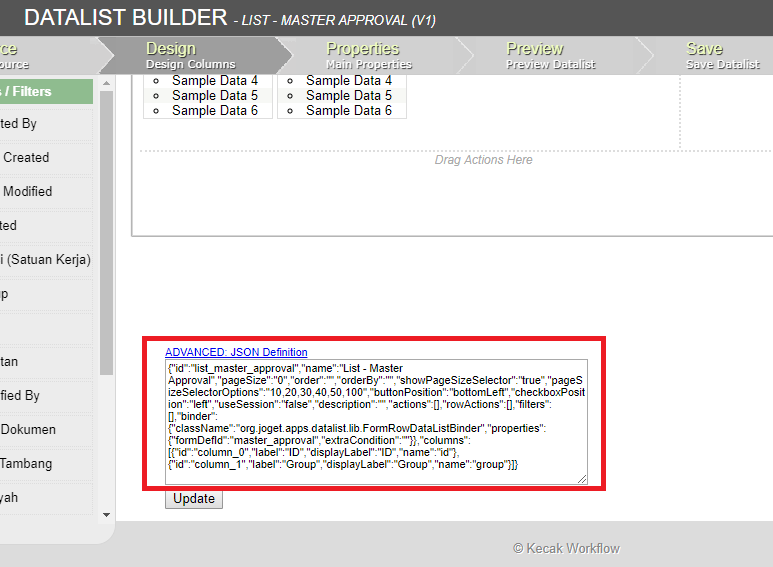 DATALIST BUILDER - LIST - MASTER APPROVAL (V1)
ce
ource
Design
Design Columns
Properties
Main Properties
Preview
Preview Datalist
Save
Save Datalist
s / Filters
ted By
Created
Modified
ted
i (Satuan Kerja)
up
tan
fied By
Dokumen
Tambang
yah
Sample Data 4
Sample Data 5
Sample Data 6
Sample Data 4
Sample Data 5
Sample Data 6
Drag Actions Here
ADVANCED: JSON Definition
{"id":"list_master_approval","name":"List - Master
Approval","pageSize":"0","order":"","orderBy":"","showPageSizeSelector":"true","pageS
izeSelectorOptions":"10,20,30,40,50,100","buttonPosition":"bottomLeft","checkboxPosit
ion":"left","useSession":"false","description":"","actions":[],"rowActions":[],"filters":
[],"binder":
{"className":"org.joget.apps.datalist.lib.FormRowDataListBinder","properties":
{"formDefId":"master_approval","extraCondition":""}},"columns":
[{"id":"column_0","label":"ID","displayLabel":"ID","name":"id"},
{"id":"column_1","label":"Group","displayLabel":"Group","name":"group"}]}
Update
© Kecak Workflow